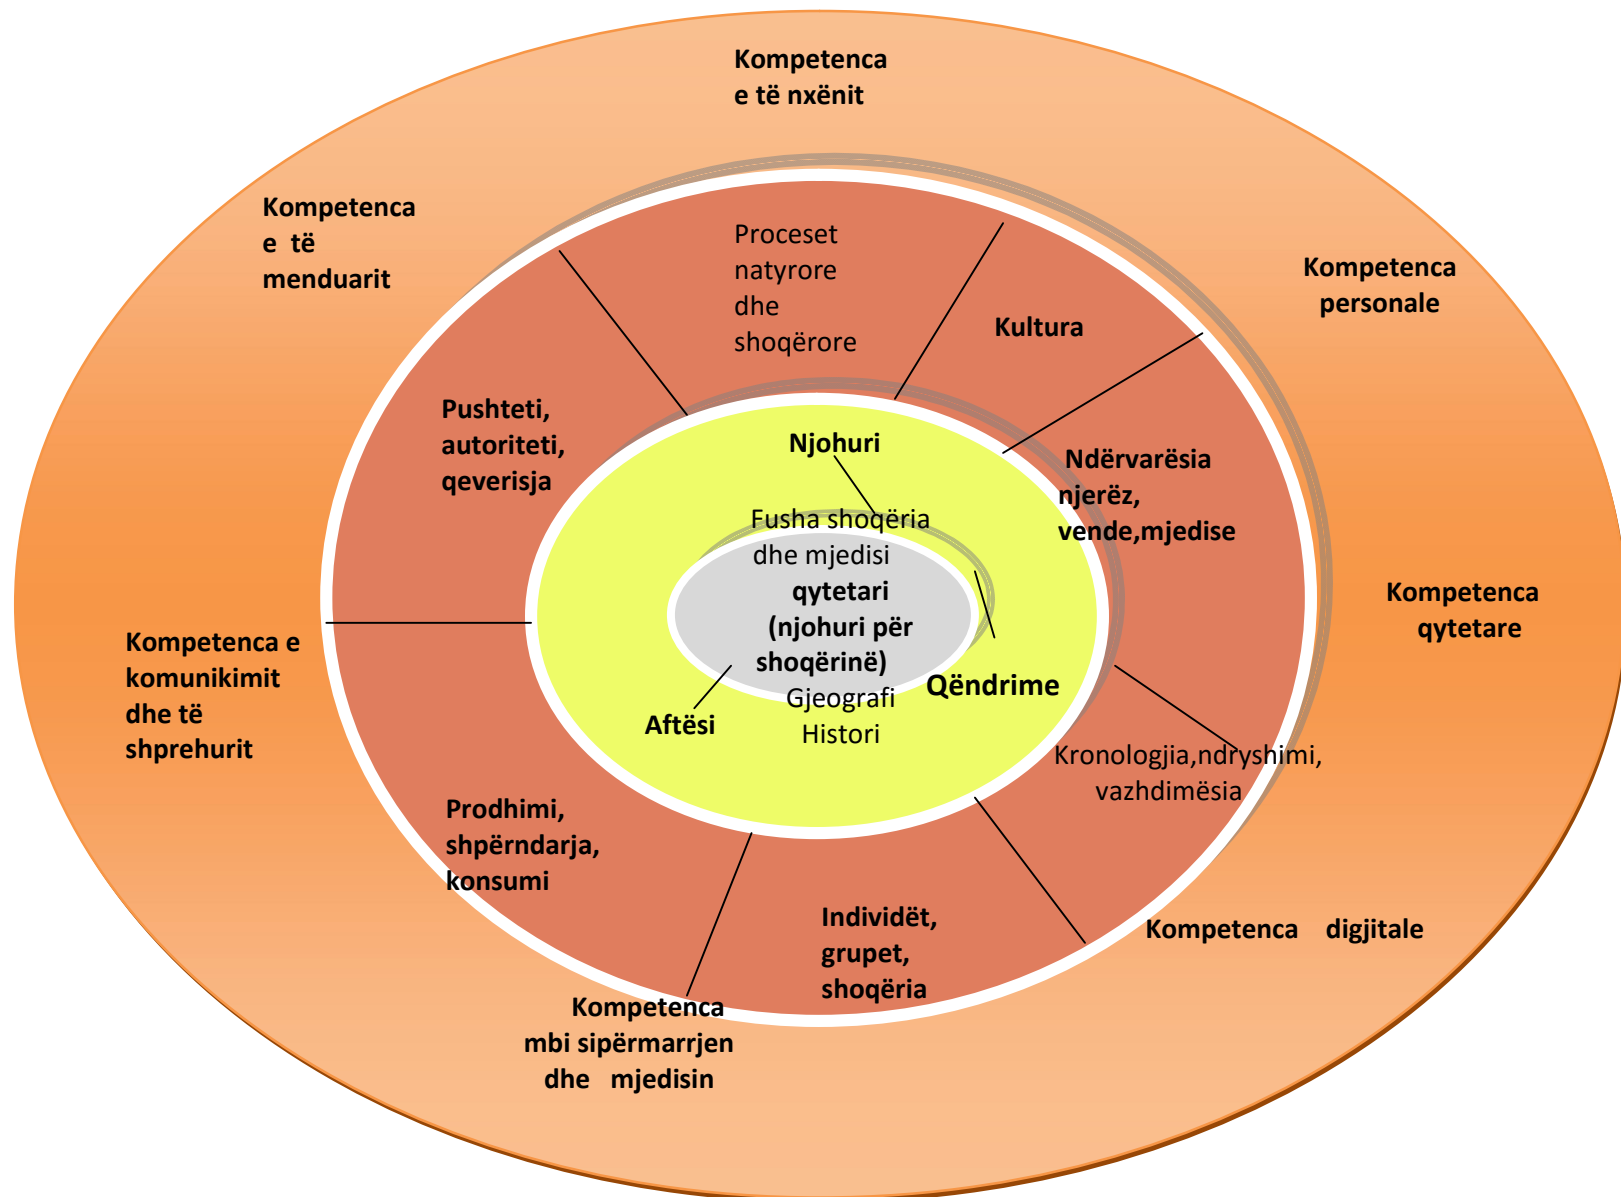 Kompetenca
e të nxënit
Kompetenca
e të
menduarit
Kompetenca
personale
Proceset
natyrore
dhe
shoqërore
Kultura
Pushteti,
autoriteti,
qeverisja
Njohuri
Ndërvarësia
njerëz,
vende,mjedise
Fusha shoqëria
dhe mjedisi
qytetari
(njohuri për
shoqërinë)
Gjeografi
Histori
Qëndrime
Aftësi
Kompetenca
qytetare
Kompetenca e
komunikimit
dhe të
shprehurit
Kronologjia,ndryshimi,
vazhdimësia
Prodhimi,
shpërndarja,
konsumi
Individët,
grupet,
shoqëria
Kompetenca digjitale
Kompetenca
mbi sipërmarrjen
dhe mjedisin